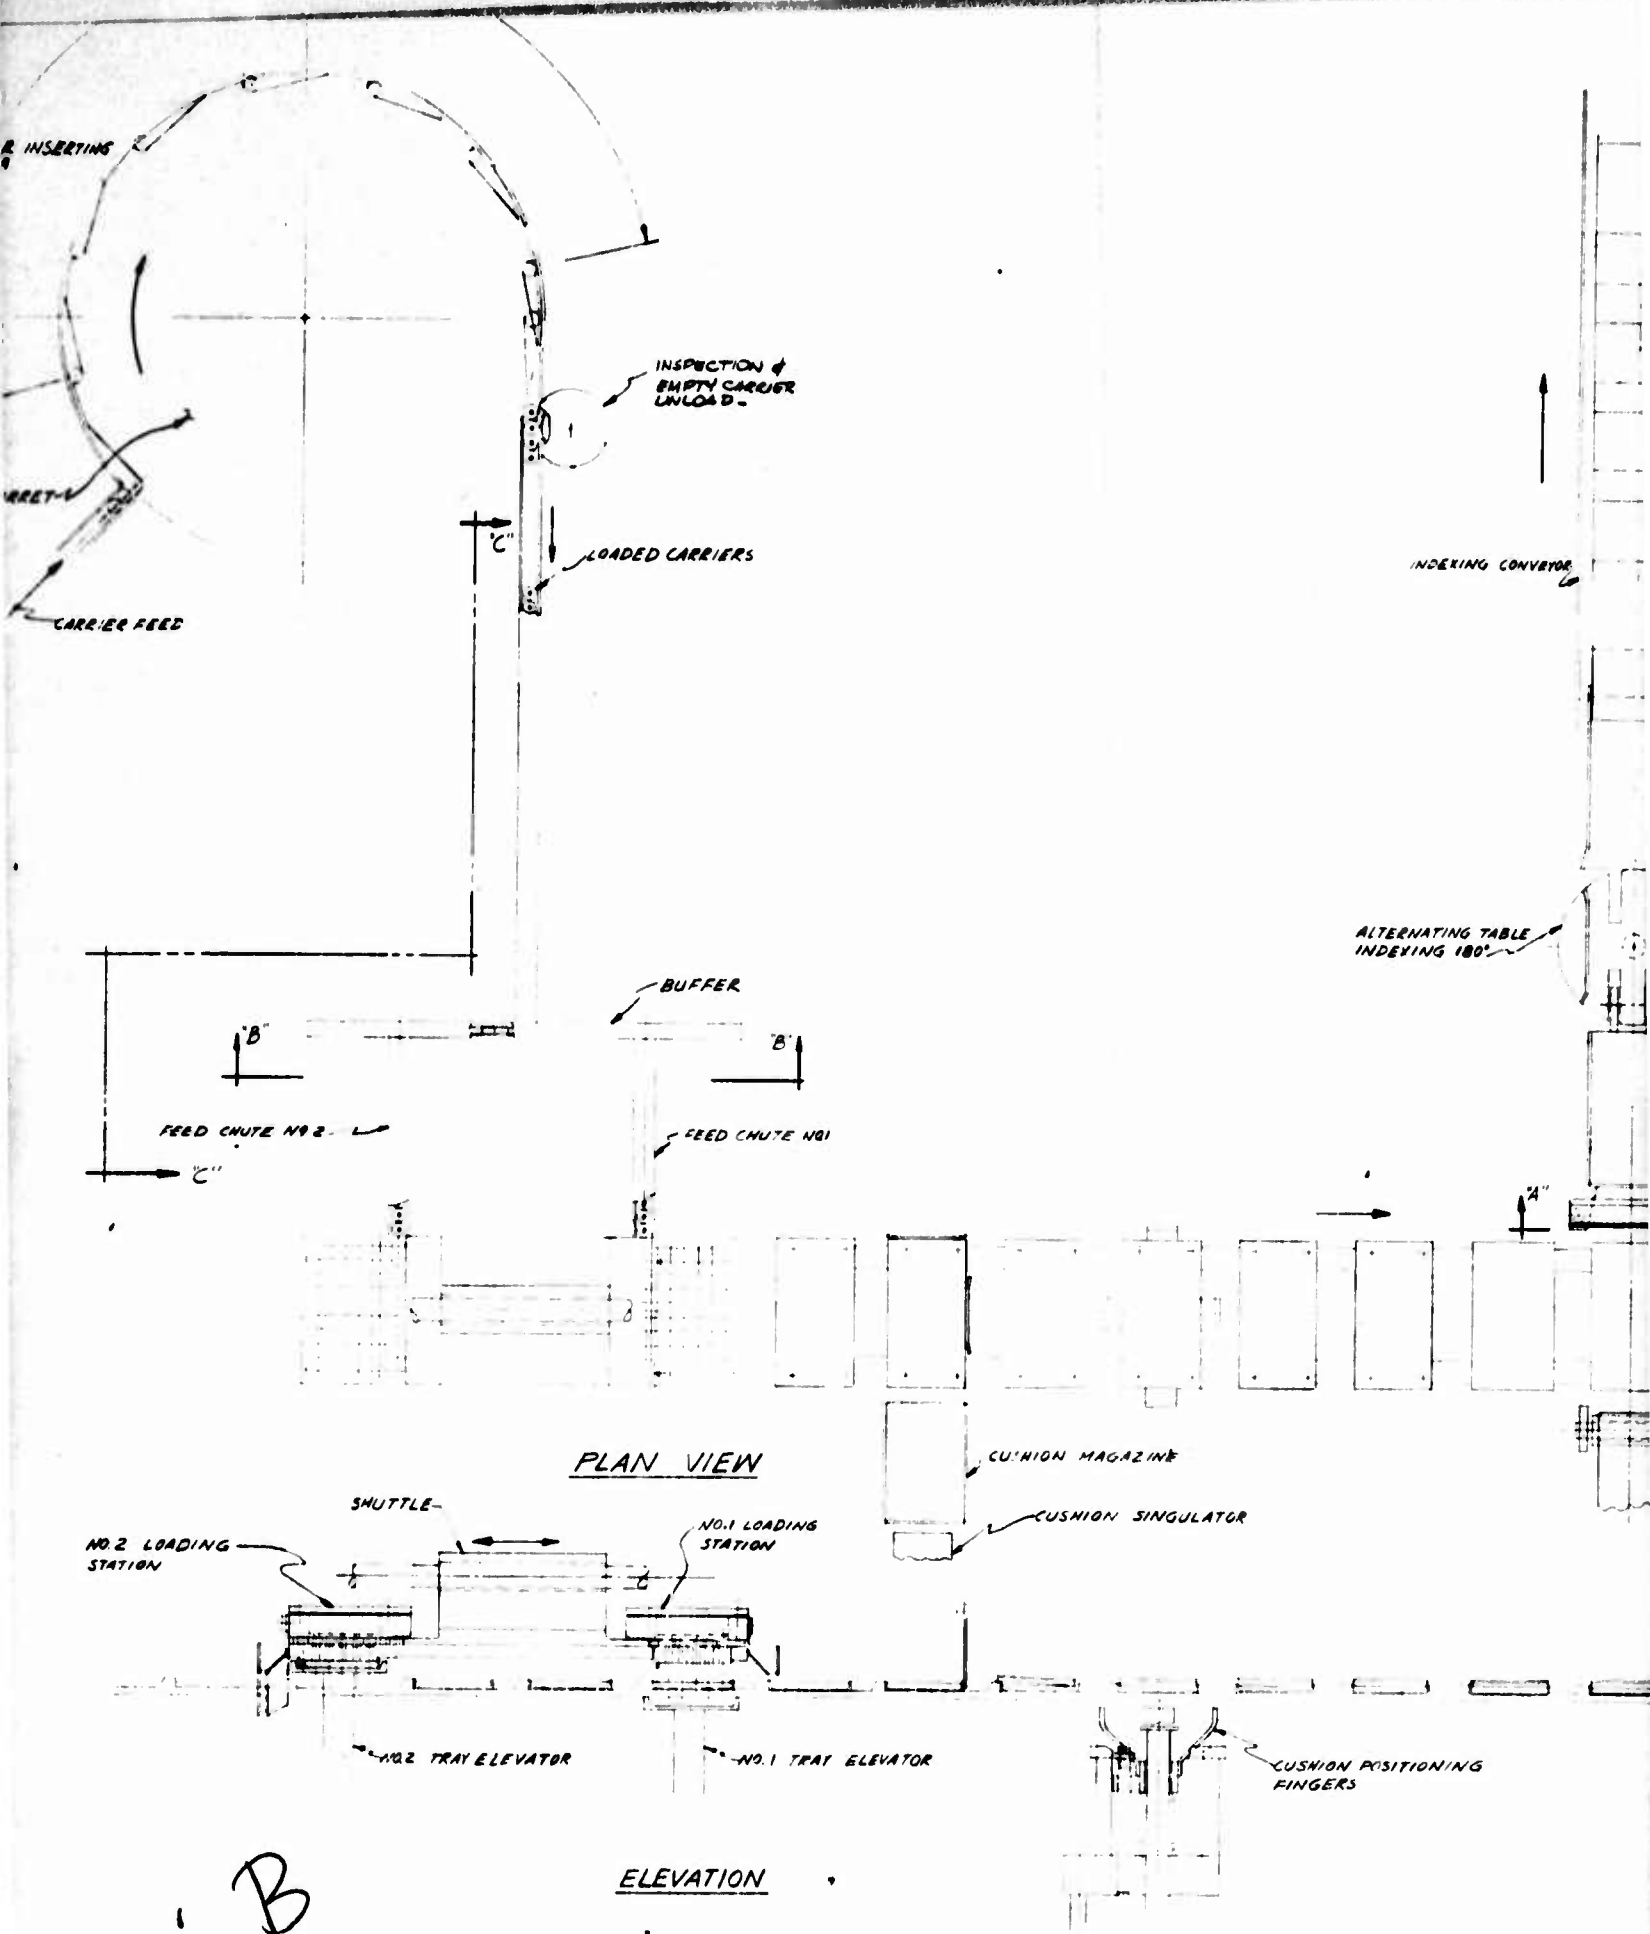 INSERTING
INSPECTION &
EMPTY CARRIER
UNLOAD-
"C"
LOADED CARRIERS
INDEXING CONVEYOR
CARRIER FEED
ALTERNATING TABLE
INDEXING 180°
BUFFER
"B"
"B"
FEED CHUTE NO 2
FEED CHUTE NO1
"C"
"A"
PLAN VIEW
CUSHION MAGAZINE
SHUTTLE
CUSHION SINGULATOR
NO.2 LOADING
STATION
NO.1 LOADING
STATION
NO.2 TRAY ELEVATOR
NO.1 TRAY ELEVATOR
CUSHION POSITIONING
FINGERS
ELEVATION
B